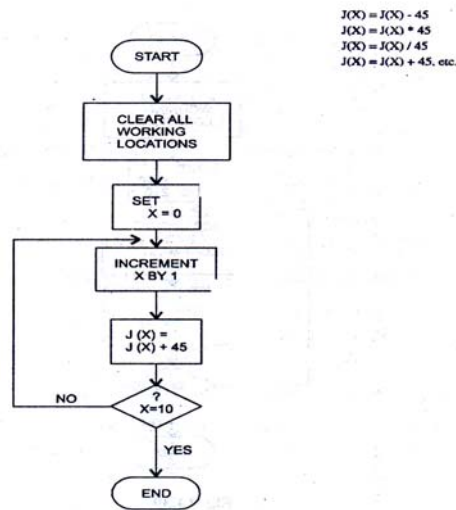 J(X) = J(X) - 45
J(X) = J(X) * 45
J(X) = J(X) / 45
J(X) = J(X) + 45, etc.
START
CLEAR ALL
WORKING
LOCATIONS
SET
X = 0
INCREMENT
X BY 1
J (X) =
J (X) + 45
?
X=10
NO
YES
END